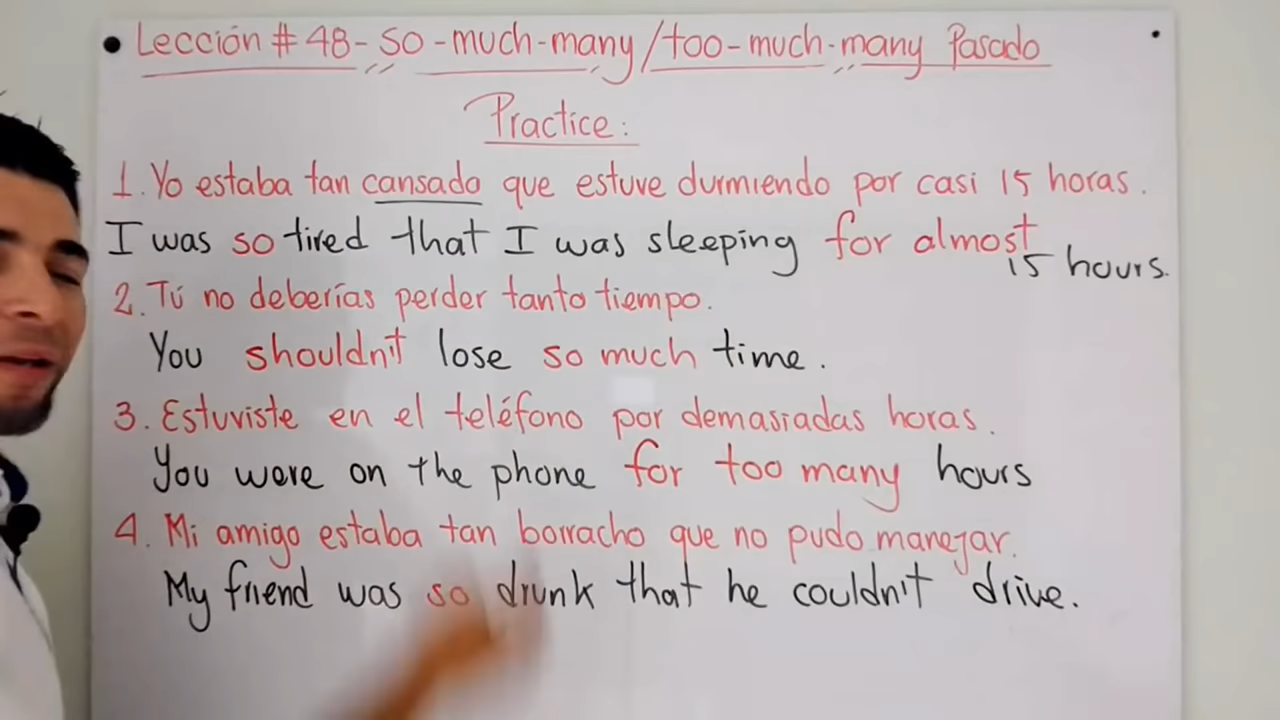 Lección # 48- so-much-many/too-much-many Pasado
Practice:
1. Yo estaba tan cansado que estuve durmiendo por casi 15 horas.
I was so tired that I was sleeping for almost
15 hours.
2. Tú no deberías perder tanto tiempo.
You shouldn't lose so much time.
3. Estuviste en el teléfono por demasiadas horas.
You were on the phone for too many hours
4. Mi amigo estaba tan borracho que no pudo manejar.
My friend was so drunk that he couldn't drive.